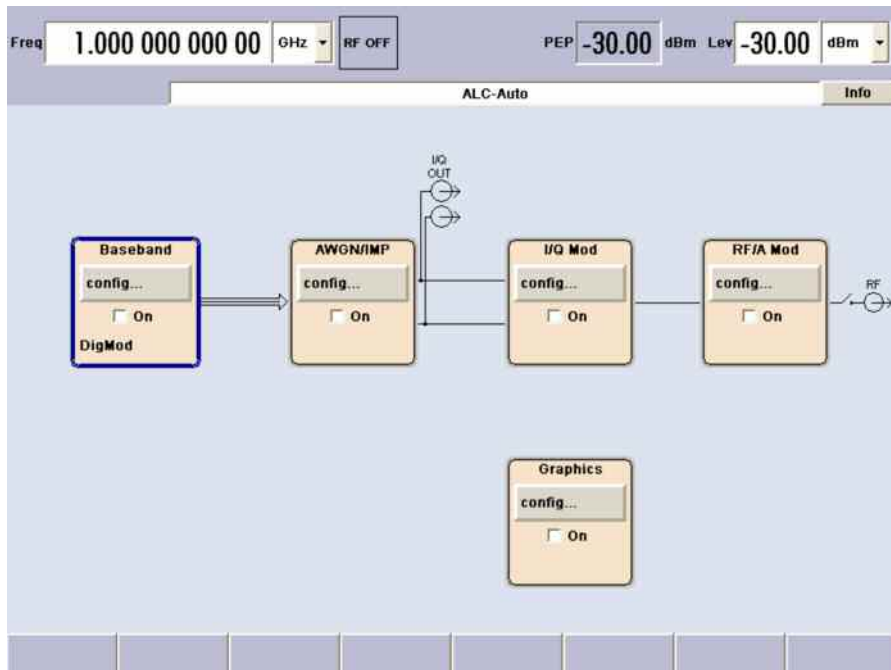 Freq 1.000 000 000 00 GHz RF OFF PEP -30.00 dBm Lev -30.00 dBm
ALC-Auto Info
I/Q
OUT
Baseband AWGN/IMP I/Q Mod RF/A Mod
config... config... config... config...
RF
On On On On
DigMod
Graphics
config...
On